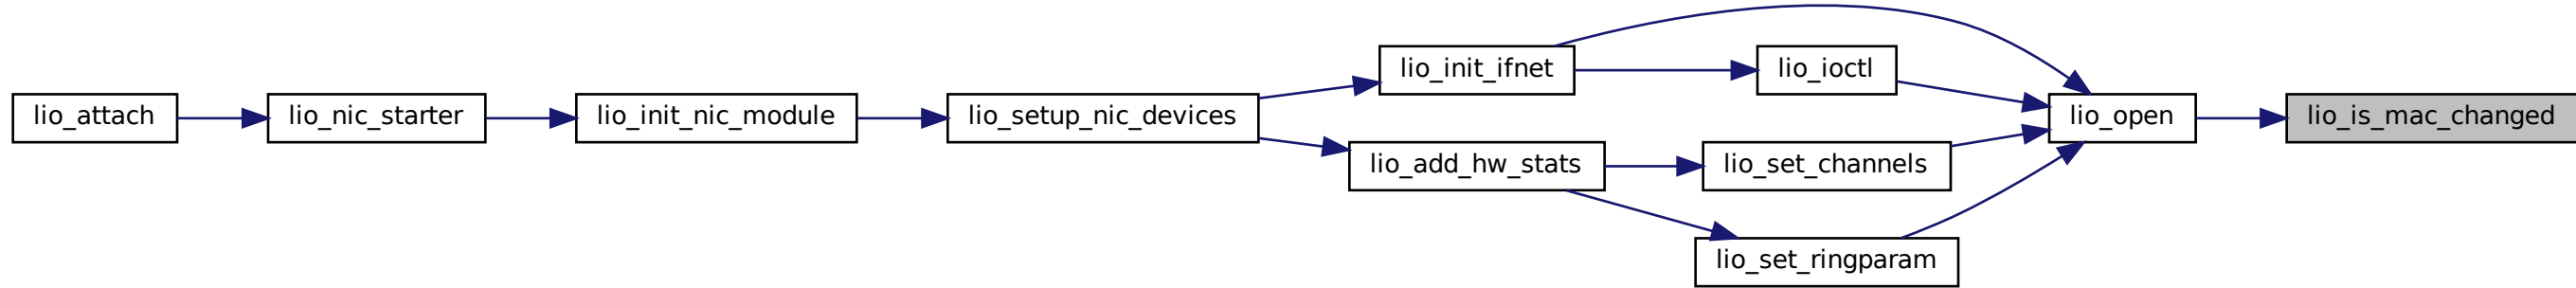 lio_attach
lio_nic_starter
lio_init_nic_module
lio_setup_nic_devices
lio_init_ifnet
lio_add_hw_stats
lio_ioctl
lio_set_channels
lio_set_ringparam
lio_open
lio_is_mac_changed